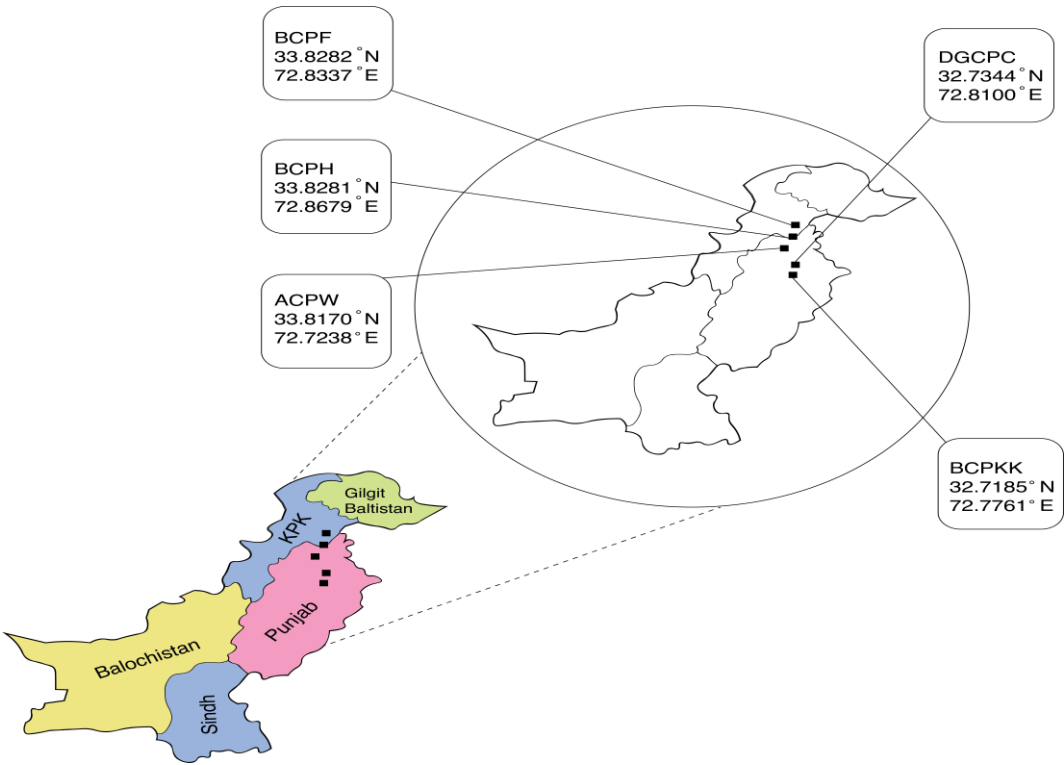 BCPF
33.8282°N
72.8337°E
DGCPC
32.7344°N
72.8100°E
BCPH
33.8281°N
72.8679°E
ACPW
33.8170°N
72.7238°E
BCPKK
32.7185°N
72.7761°E
Gilgit
Baltistan
KPK
Punjab
Balochistan
Sindh